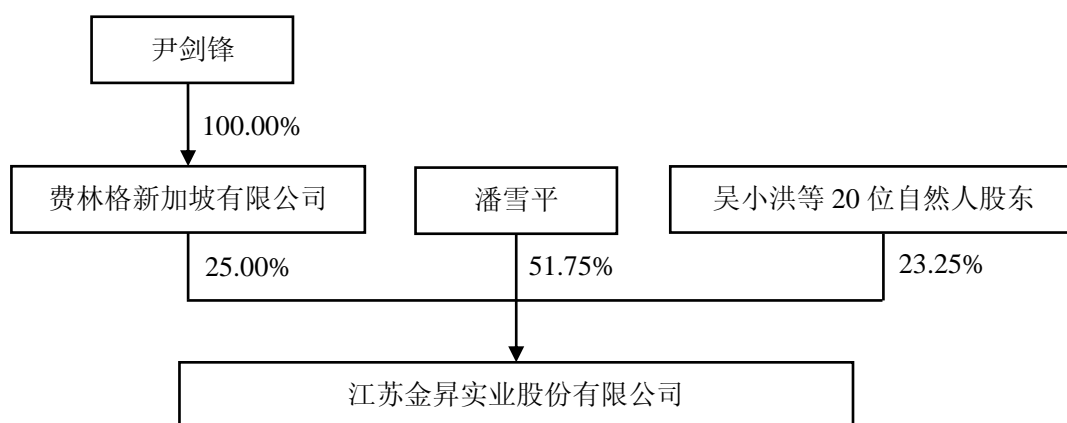 尹剑锋
100.00%
费林格新加坡有限公司
潘雪平
吴小洪等 20 位自然人股东
25.00%
51.75%
23.25%
江苏金昇实业股份有限公司